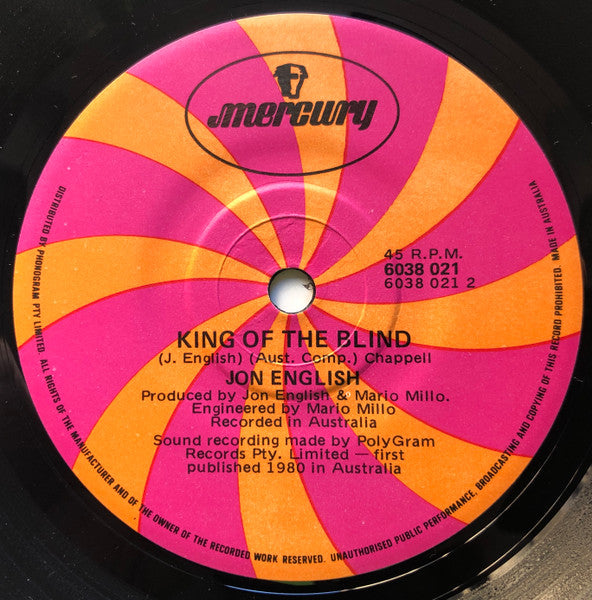 mercury
45 R.P.M.
6038 021
6038 021 2
KING OF THE BLIND
(J. English) (Aust. Comp.) Chappell
JON ENGLISH
Produced by Jon English & Mario Millo.
Engineered by Mario Millo
Recorded in Australia
Sound recording made by PolyGram
Records Pty. Limited — first
published 1980 in Australia
DISTRIBUTED BY PHONOGRAM PTY LIMITED. ALL RIGHTS OF THE MANUFACTURER AND OF THE OWNER OF THE RECORDED WORK RESERVED. UNAUTHORISED PUBLIC PERFORMANCE, BROADCASTING AND COPYING OF THIS RECORD PROHIBITED. MADE IN AUSTRALIA